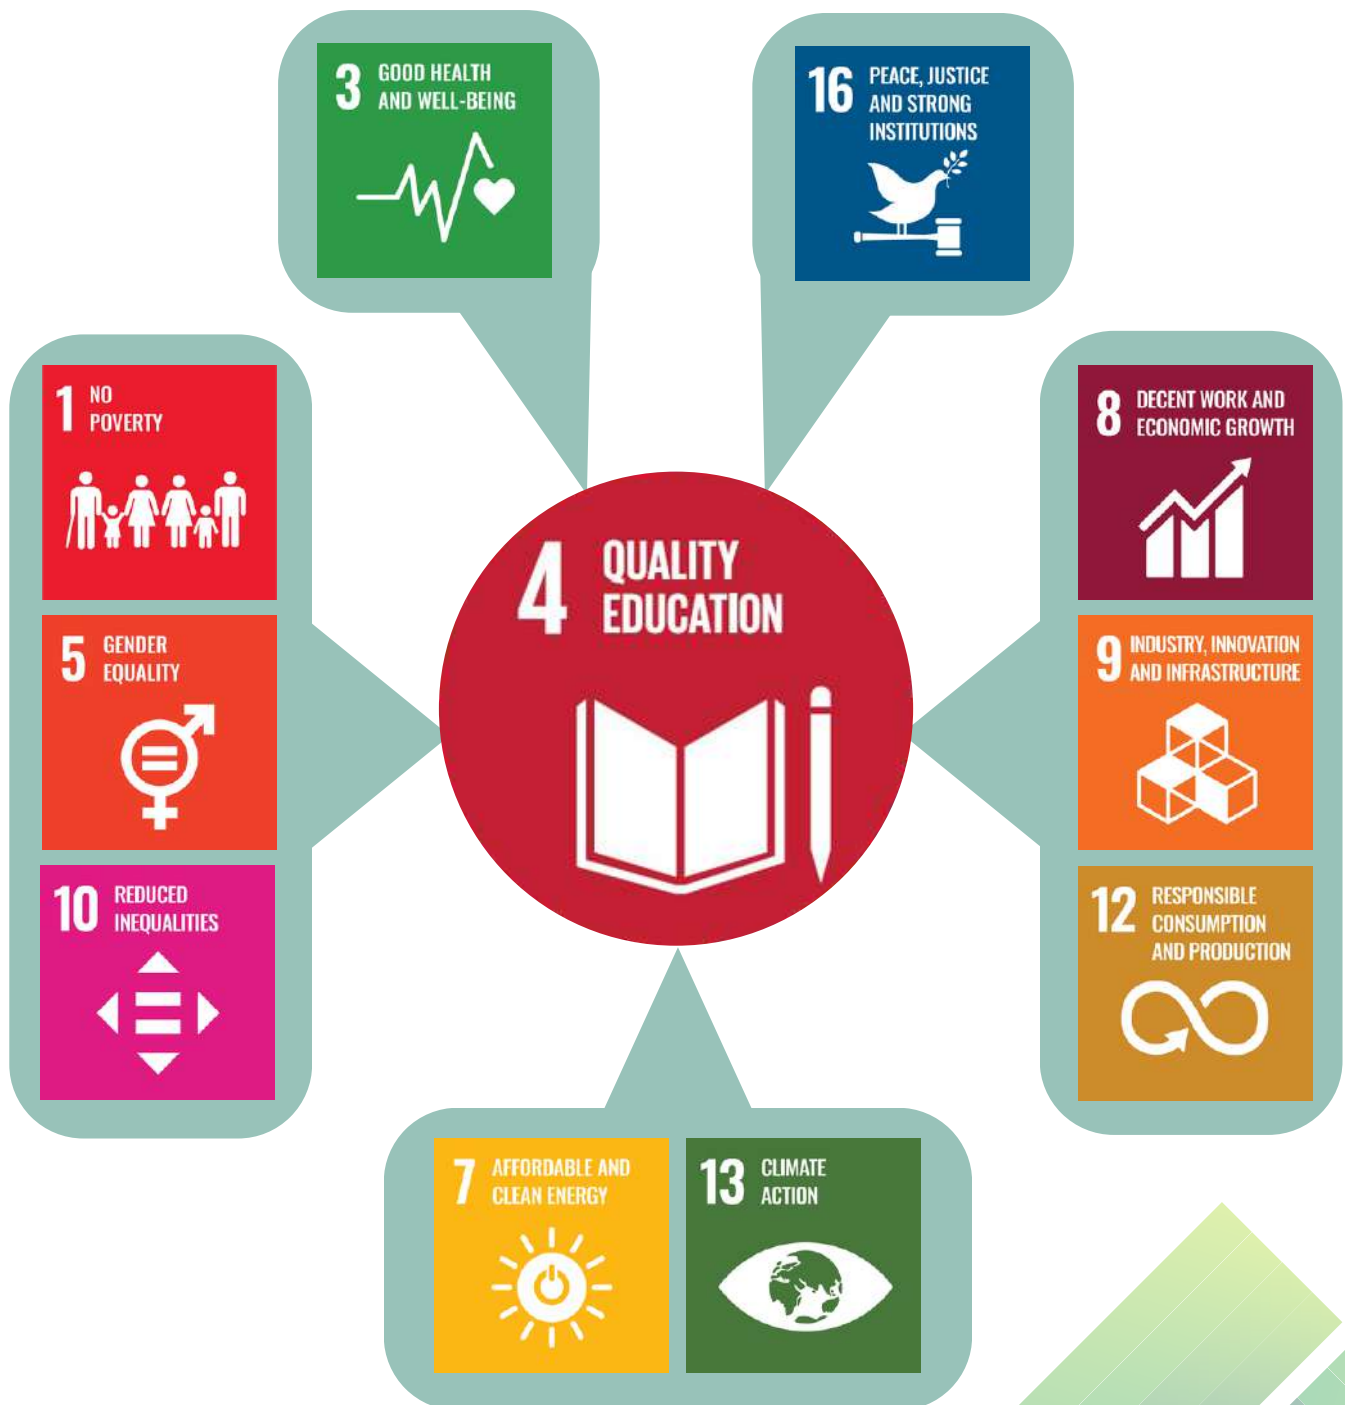 3 GOOD HEALTH
AND WELL-BEING
16 PEACE, JUSTICE
AND STRONG
INSTITUTIONS
1 NO
POVERTY
5 GENDER
EQUALITY
10 REDUCED
INEQUALITIES
4 QUALITY
EDUCATION
8 DECENT WORK AND
ECONOMIC GROWTH
9 INDUSTRY, INNOVATION
AND INFRASTRUCTURE
12 RESPONSIBLE
CONSUMPTION
AND PRODUCTION
7 AFFORDABLE AND
CLEAN ENERGY
13 CLIMATE
ACTION